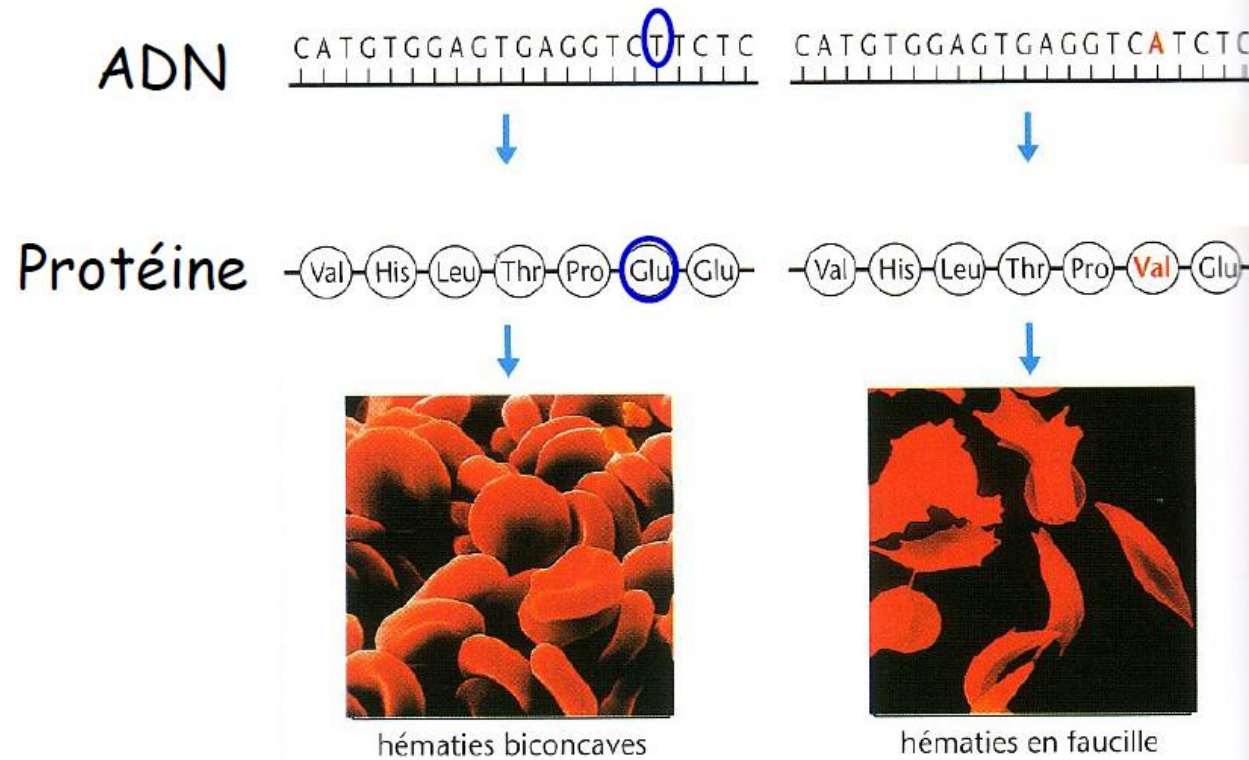 ADN
CATGTGGAGTGAGGTCTTCTC CATGTGGAGTGAGGTCATCTC
Protéine
Val His Leu Thr Pro Glu Glu Val His Leu Thr Pro Val Glu
hématies biconcaves hématies en faucille